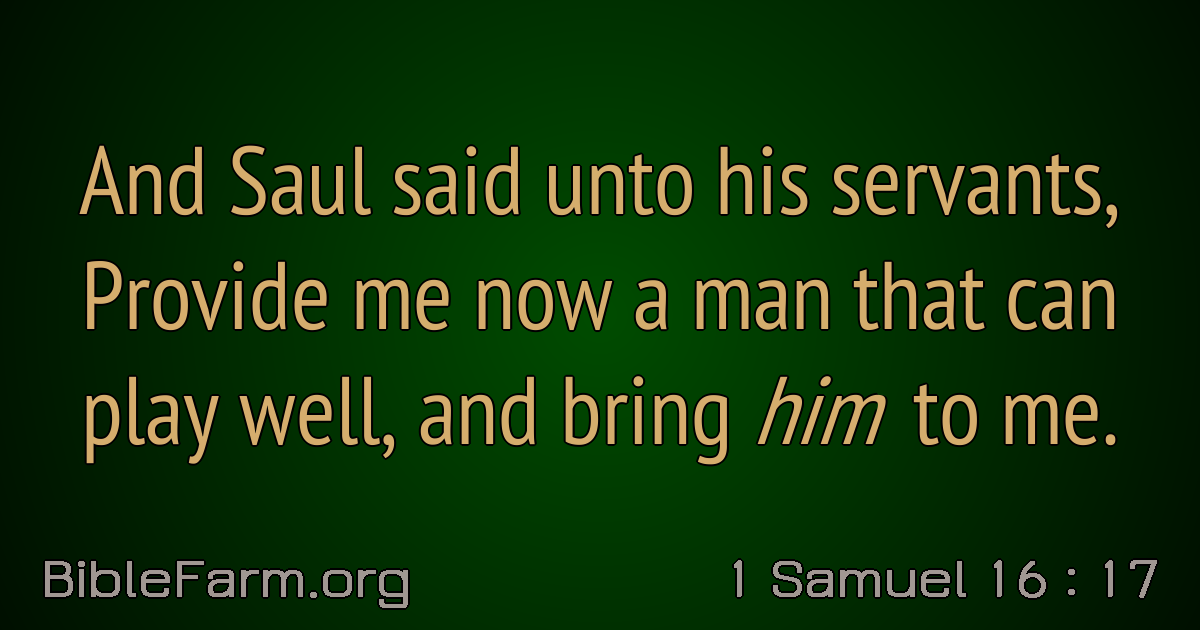 And Saul said unto his servants,
Provide me now a man that can
play well, and bring him to me.
BibleFarm.org
1 Samuel 16 : 17